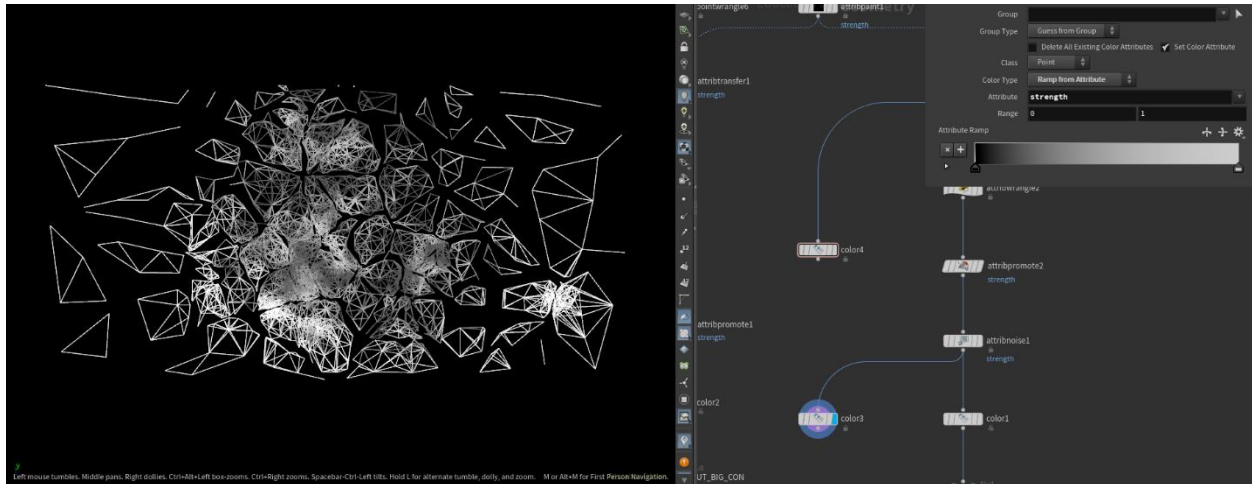 y
Left mouse tumbles. Middle pans. Right dollies. Ctrl+Alt+Left box-zooms. Ctrl+Right zooms. Spacebar-Ctrl-Left tilts. Hold L for alternate tumble, dolly, and zoom. M or Alt+M for First Person Navigation.
pointwrangle6
attribpaint1
strength
attribtransfer1
strength
color4
attribwrangle2
attribpromote2
strength
attribpromote1
strength
attribnoise1
strength
color2
color3
color1
UT_BIG_CON
Group
Group Type
Guess from Group
Delete All Existing Color Attributes
Set Color Attribute
Class
Point
Color Type
Ramp from Attribute
Attribute
strength
Range
0
1
Attribute Ramp